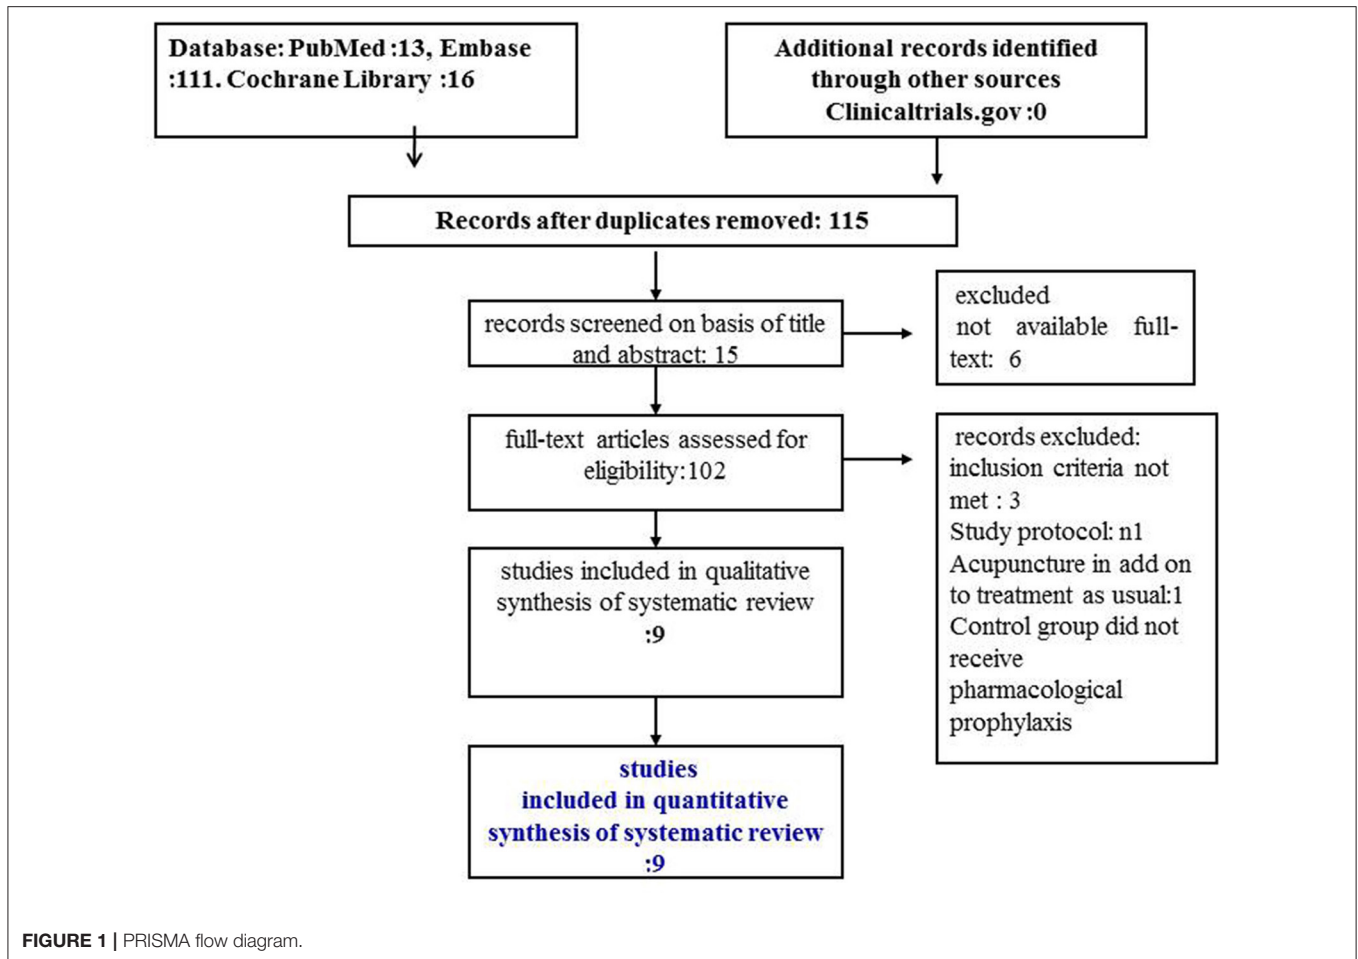 Database: PubMed :13, Embase
:111. Cochrane Library :16
Additional records identified
through other sources
Clinicaltrials.gov :0
Records after duplicates removed: 115
records screened on basis of title
and abstract: 15
excluded
not available full-
text: 6
full-text articles assessed for
eligibility:102
records excluded:
inclusion criteria not
met : 3
Study protocol: n1
Acupuncture in add on
to treatment as usual:1
Control group did not
receive
pharmacological
prophylaxis
studies included in qualitative
synthesis of systematic review
:9
studies
included in quantitative
synthesis of systematic review
:9
FIGURE 1 | PRISMA flow diagram.